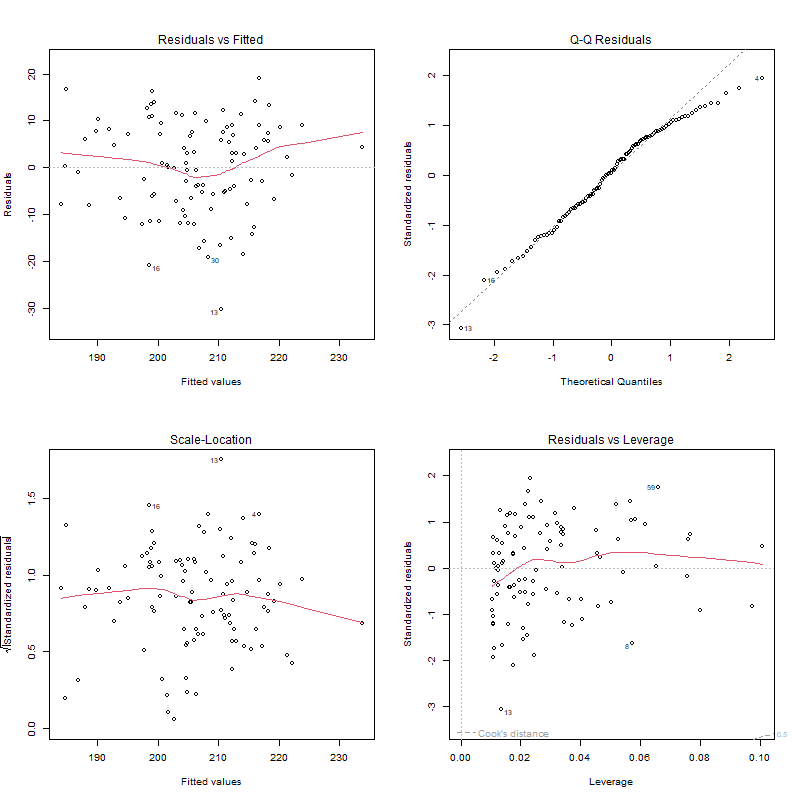 Residuals vs Fitted
Residuals
20
10
0
-10
-20
-30
16
30
13
190 200 210 220 230
Fitted values
Q-Q Residuals
Standardized residuals
2
1
0
-1
-2
-3
4
16
13
-2 -1 0 1 2
Theoretical Quantiles
Scale-Location
√|Standardized residuals|
1.5
1.0
0.5
0.0
13
16
4
190 200 210 220 230
Fitted values
Residuals vs Leverage
Standardized residuals
2
1
0
-1
-2
-3
59
8
13
Cook's distance
0.5
0.00 0.02 0.04 0.06 0.08 0.10
Leverage